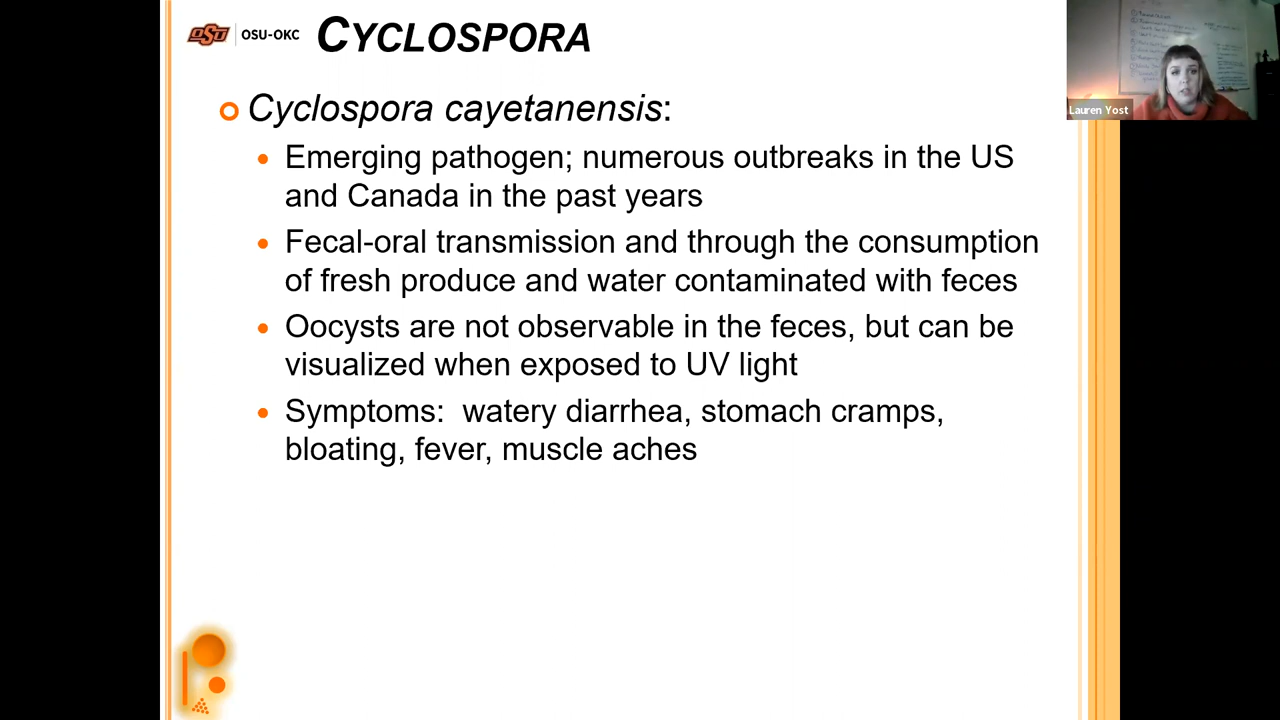 OSU OSU-OKC CYCLOSPORA
Lauren Yost
Cyclospora cayetanensis:
Emerging pathogen; numerous outbreaks in the US
and Canada in the past years
Fecal-oral transmission and through the consumption
of fresh produce and water contaminated with feces
Oocysts are not observable in the feces, but can be
visualized when exposed to UV light
Symptoms:  watery diarrhea, stomach cramps,
bloating, fever, muscle aches